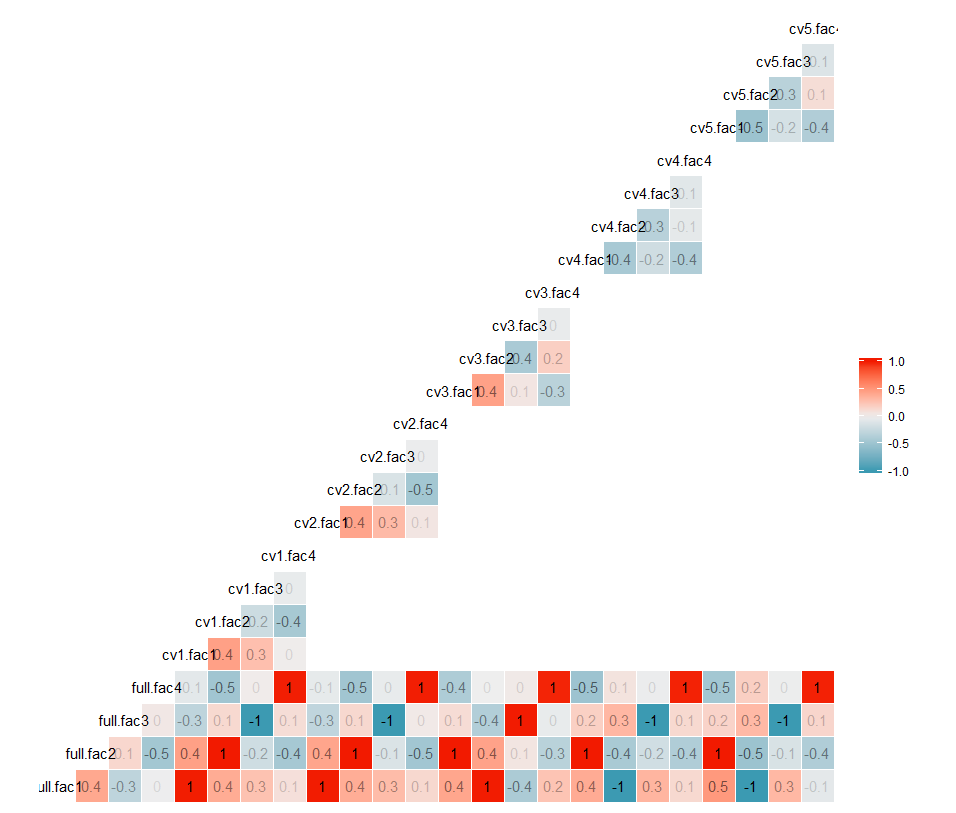 cv5.fac4
cv5.fac3 0.1
cv5.fac2 0.3 0.1
cv5.fac1 0.5 -0.2 -0.4
cv4.fac4
cv4.fac3 0.1
cv4.fac2 0.3 -0.1
cv4.fac1 0.4 -0.2 -0.4
cv3.fac4
cv3.fac3 0
cv3.fac2 0.4 0.2
1.0
0.5
0.0
-0.5
-1.0
cv3.fac1 0.4 0.1 -0.3
cv2.fac4
cv2.fac3 0
cv2.fac2 0.1 -0.5
cv2.fac1 0.4 0.3 0.1
cv1.fac4
cv1.fac3 0
cv1.fac2 0.2 -0.4
cv1.fac1 0.4 0.3 0
full.fac4 0.1 -0.5 0 1 -0.1 -0.5 0 1 -0.4 0 0 1 -0.5 0.1 0 1 -0.5 0.2 0 1
full.fac3 0 -0.3 0.1 -1 0.1 -0.3 0.1 -1 0 0.1 -0.4 1 0 0.2 0.3 -1 0.1 0.2 0.3 -1 0.1
full.fac2 0.1 -0.5 0.4 1 -0.2 -0.4 0.4 1 -0.1 -0.5 1 0.4 0.1 -0.3 1 -0.4 -0.2 -0.4 1 -0.5 -0.1 -0.4
ull.fac1 0.4 -0.3 0 1 0.4 0.3 0.1 1 0.4 0.3 0.1 0.4 1 -0.4 0.2 0.4 -1 0.3 0.1 0.5 -1 0.3 -0.1